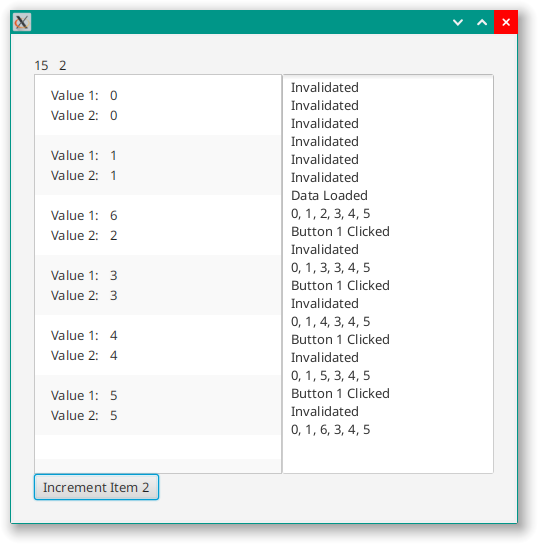 15 2
Value 1: 0
Value 2: 0
Value 1: 1
Value 2: 1
Value 1: 6
Value 2: 2
Value 1: 3
Value 2: 3
Value 1: 4
Value 2: 4
Value 1: 5
Value 2: 5
Invalidated
Invalidated
Invalidated
Invalidated
Invalidated
Invalidated
Data Loaded
0, 1, 2, 3, 4, 5
Button 1 Clicked
Invalidated
0, 1, 3, 3, 4, 5
Button 1 Clicked
Invalidated
0, 1, 4, 3, 4, 5
Button 1 Clicked
Invalidated
0, 1, 5, 3, 4, 5
Button 1 Clicked
Invalidated
0, 1, 6, 3, 4, 5
Increment Item 2